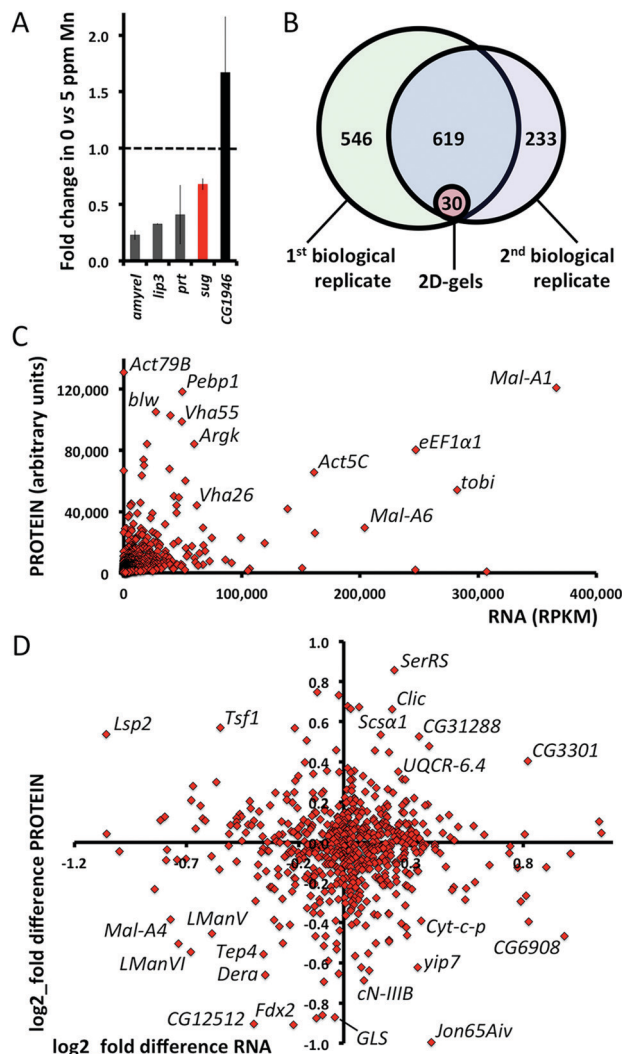 A
Fold change in 0 vs 5 ppm Mn
2.0
1.5
1.0
0.5
0.0
amyrel
lip3
prt
sug
CG1946
B
546
619
233
30
1st biological replicate
2D-gels
2nd biological replicate
C
PROTEIN (arbitrary units)
120,000
80,000
40,000
0
Act79B
Pebp1
blw
Vha55
Argk
Vha26
Mal-A1
eEF1α1
Act5C
tobi
Mal-A6
0
100,000
200,000
300,000
400,000
RNA (RPKM)
D
log2_fold difference PROTEIN
1.0
0.8
0.6
0.4
0.2
0.0
-0.2
-0.4
-0.6
-0.8
-1.0
-1.2
-0.7
-0.2
0.3
0.8
SerRS
Clic
Scsα1
CG31288
Lsp2
Tsf1
CG3301
UQCR-6.4
Mal-A4
LManV
LManVI
Tep4
Dera
Cyt-c-p
CG6908
yip7
cN-IIIB
CG12512
Fdx2
GLS
Jon65Aiv
log2_fold difference RNA